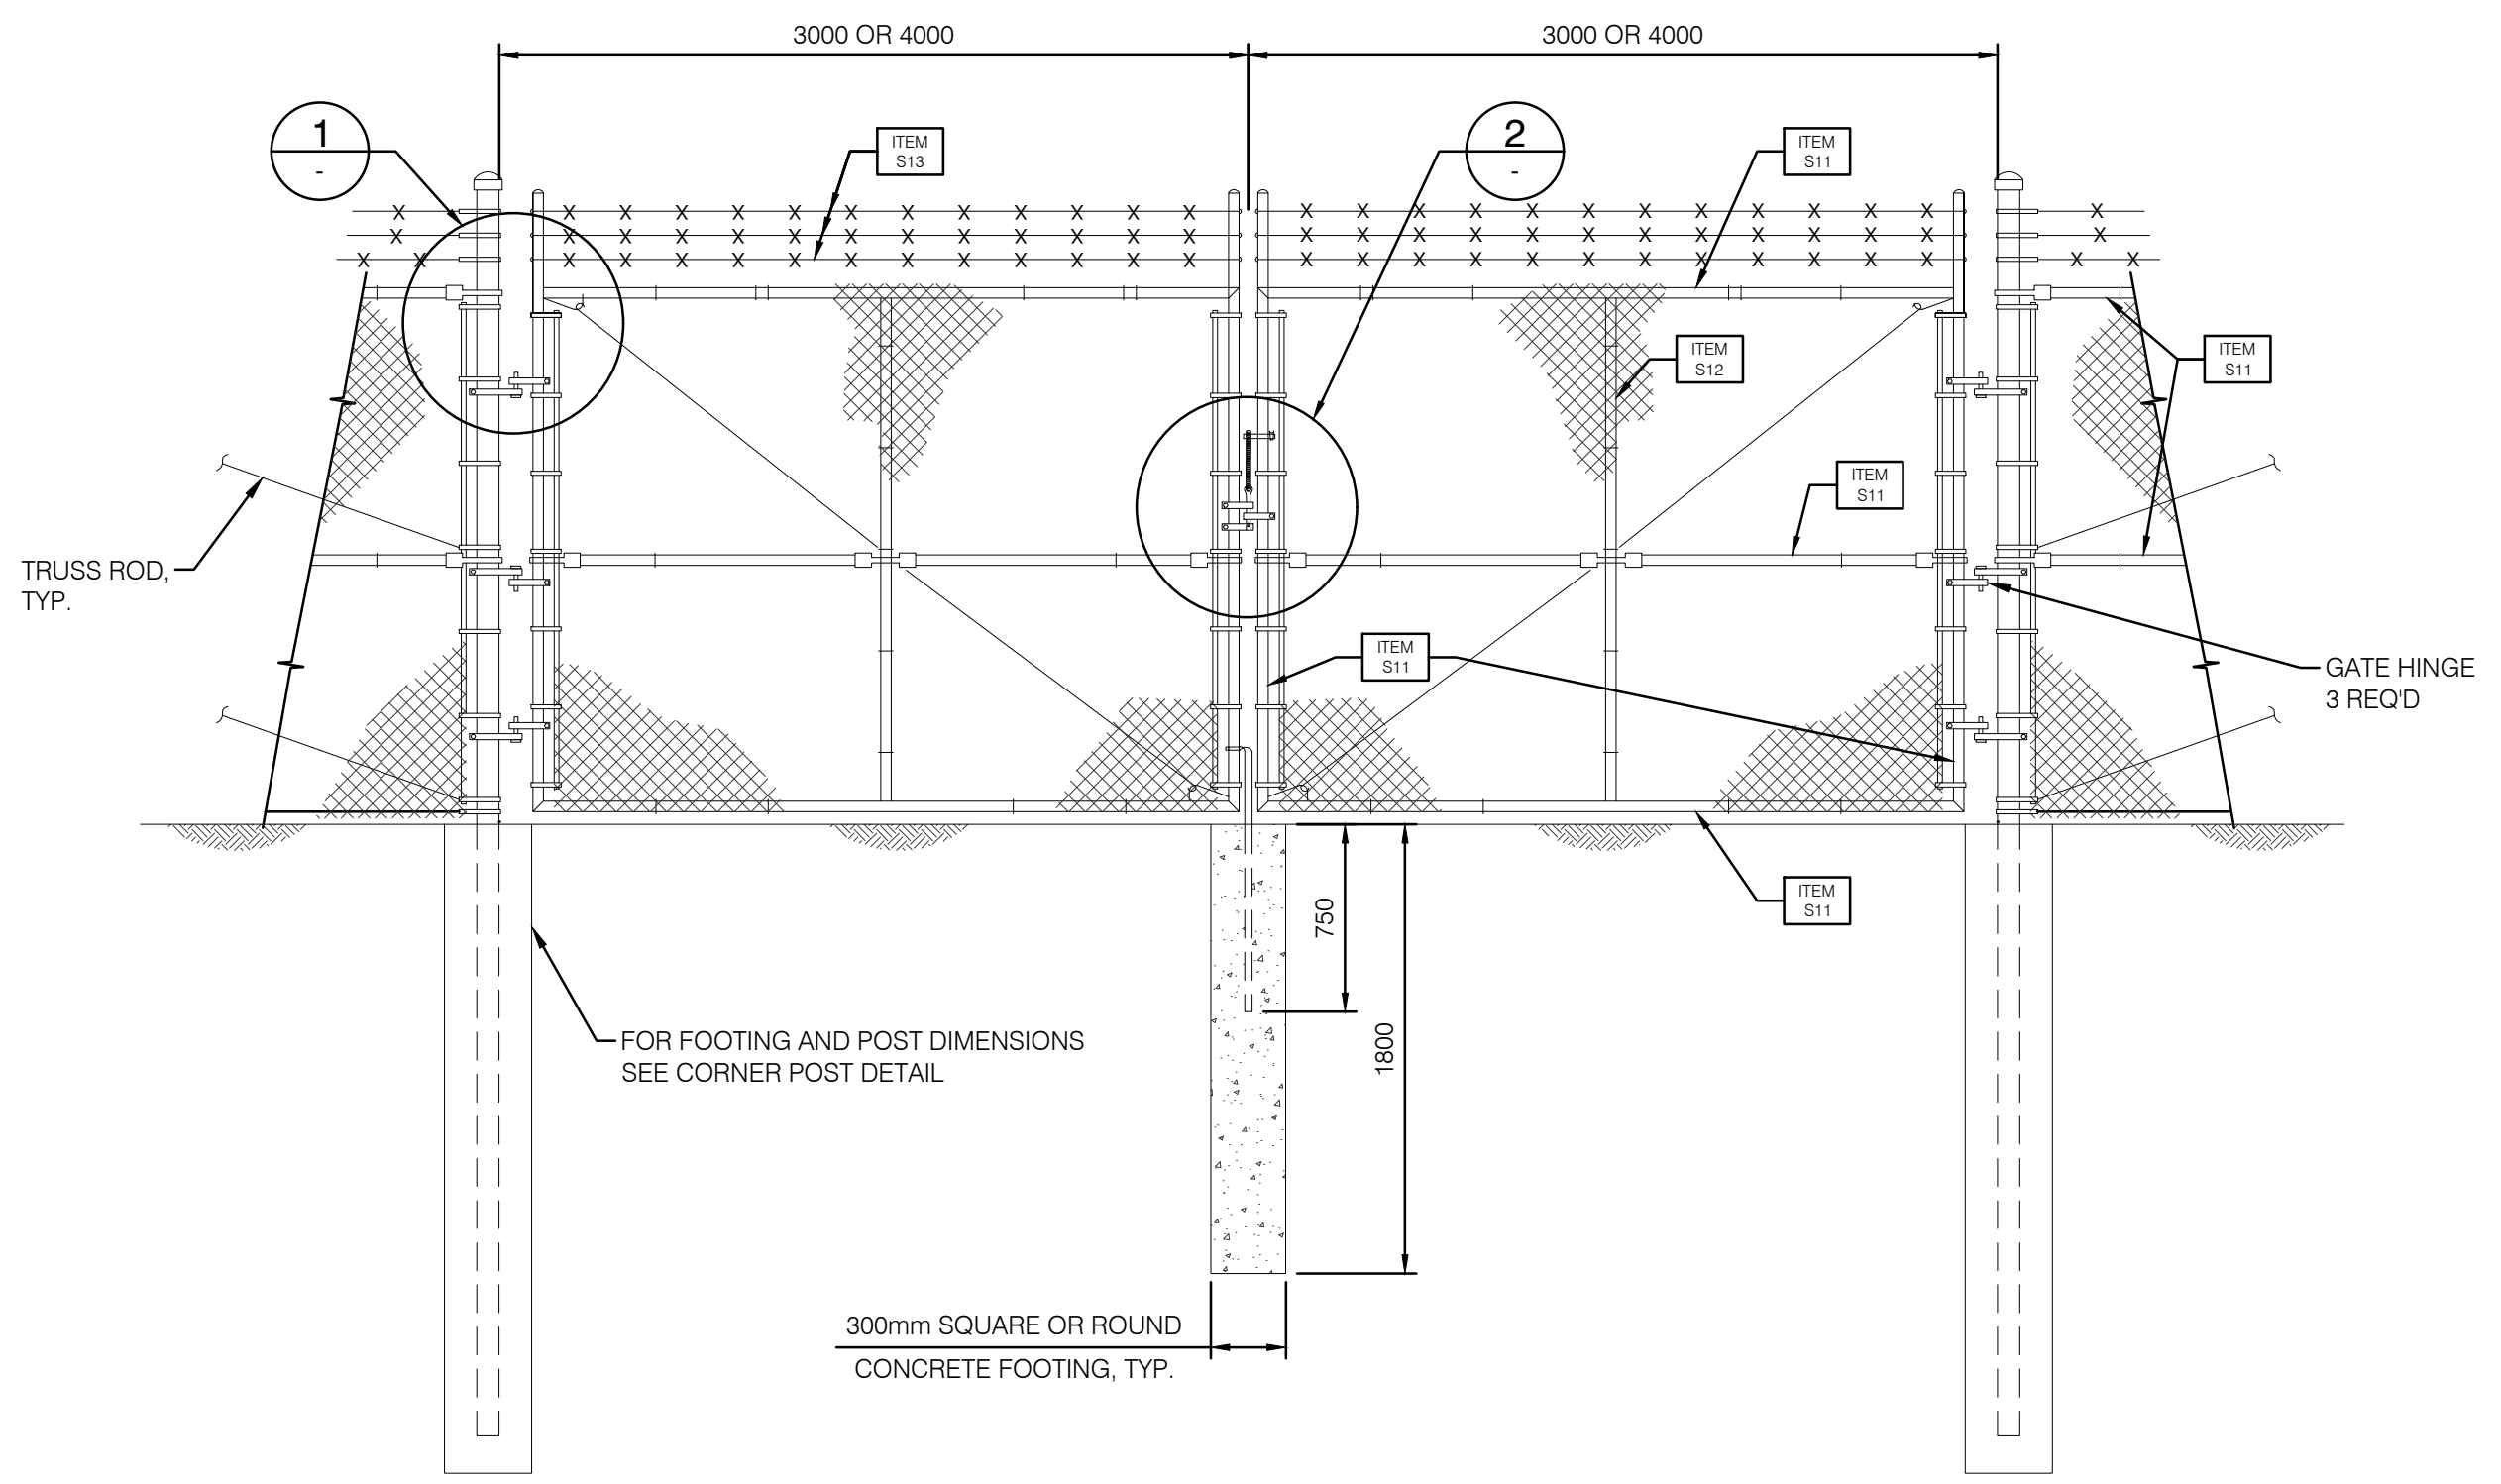 3000 OR 4000
3000 OR 4000
1
-
ITEM
S13
2
-
ITEM
S11
X X X X X X X X X X X X X X X X X X X X X X X X X X
X X X X X X X X X X X X X X X X X X X X X X X X X X
X X X X X X X X X X X X X X X X X X X X X X X X X X X X
ITEM
S12
ITEM
S11
ITEM
S11
TRUSS ROD,
TYP.
ITEM
S11
GATE HINGE
3 REQ'D
ITEM
S11
750
1800
FOR FOOTING AND POST DIMENSIONS
SEE CORNER POST DETAIL
300mm SQUARE OR ROUND
CONCRETE FOOTING, TYP.